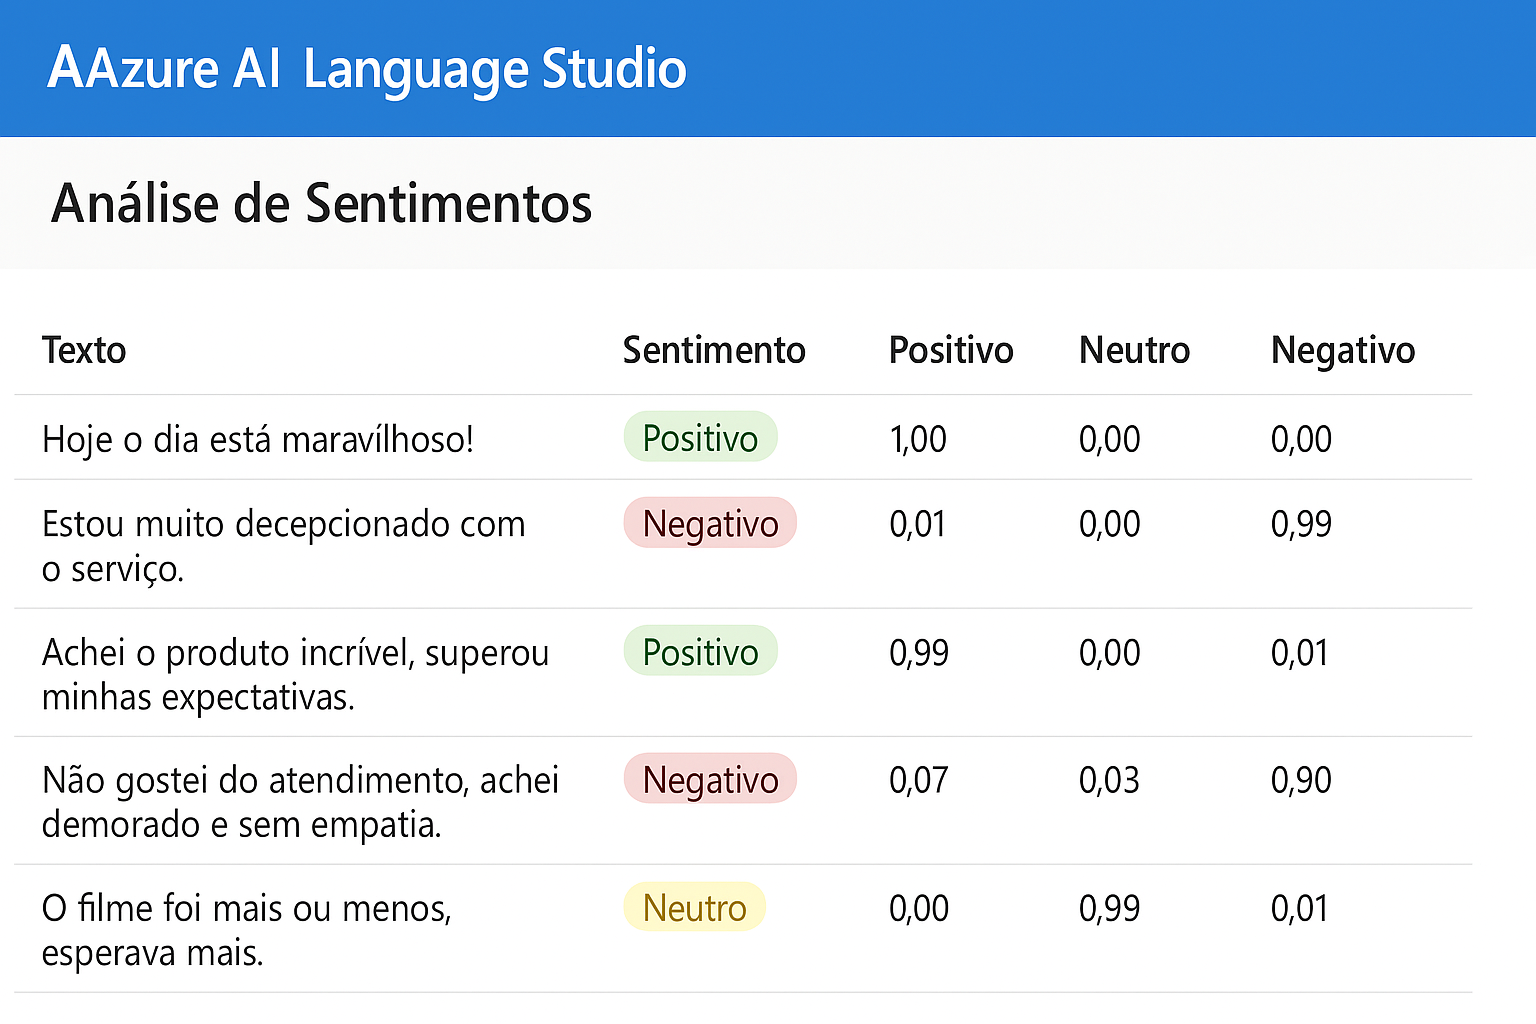 AAzure AI Language Studio
Análise de Sentimentos
Texto Sentimento Positivo Neutro Negativo
Hoje o dia está maravílhoso! Positivo 1,00 0,00 0,00
Estou muito decepcionado com Negativo 0,01 0,00 0,99
o serviço.
Achei o produto incrível, superou Positivo 0,99 0,00 0,01
minhas expectativas.
Não gostei do atendimento, achei Negativo 0,07 0,03 0,90
demorado e sem empatia.
O filme foi mais ou menos, Neutro 0,00 0,99 0,01
esperava mais.